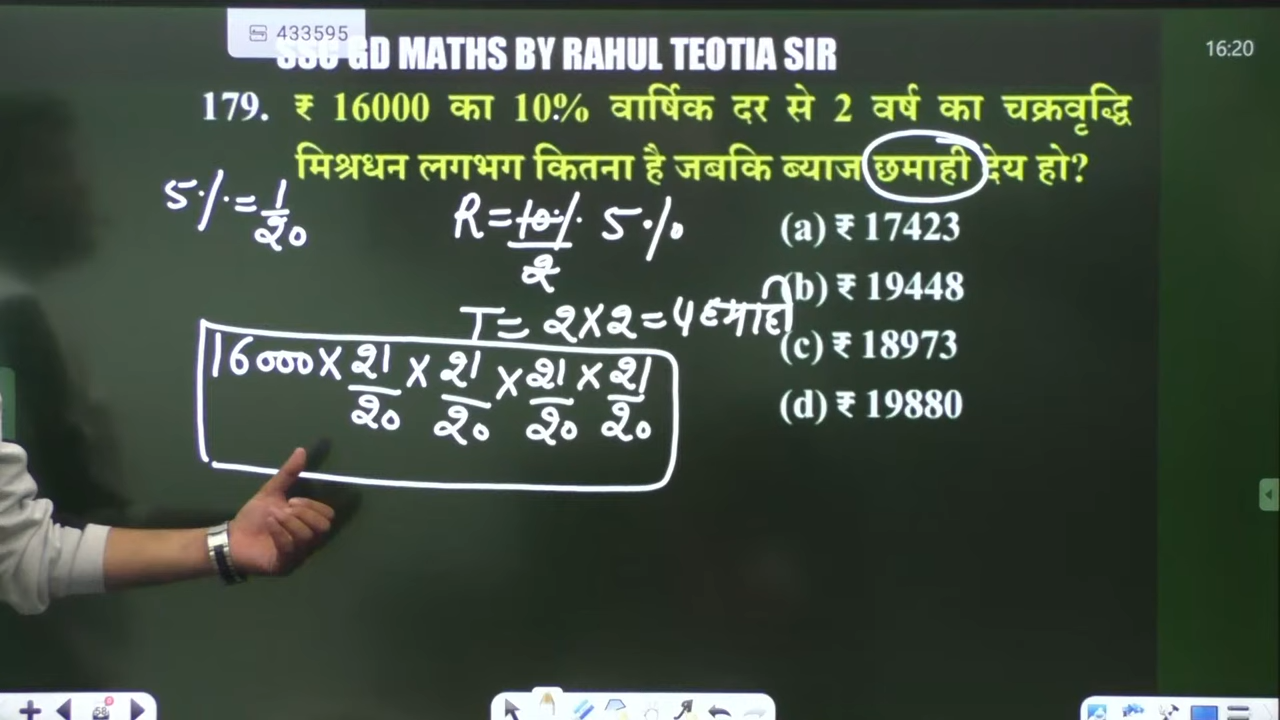 433595
SSC GD MATHS BY RAHUL TEOTIA SIR
16:20
179. ₹ 16000 का 10% वार्षिक दर से 2 वर्ष का चक्रवृद्धि
मिश्रधन लगभग कितना है जबकि ब्याज छमाही देय हो?
5% = 1/20
R = 10%/2 5%
T = 2×2 = 4 छमाही
16000 × 21/20 × 21/20 × 21/20 × 21/20
(a) ₹ 17423
(b) ₹ 19448
(c) ₹ 18973
(d) ₹ 19880
58